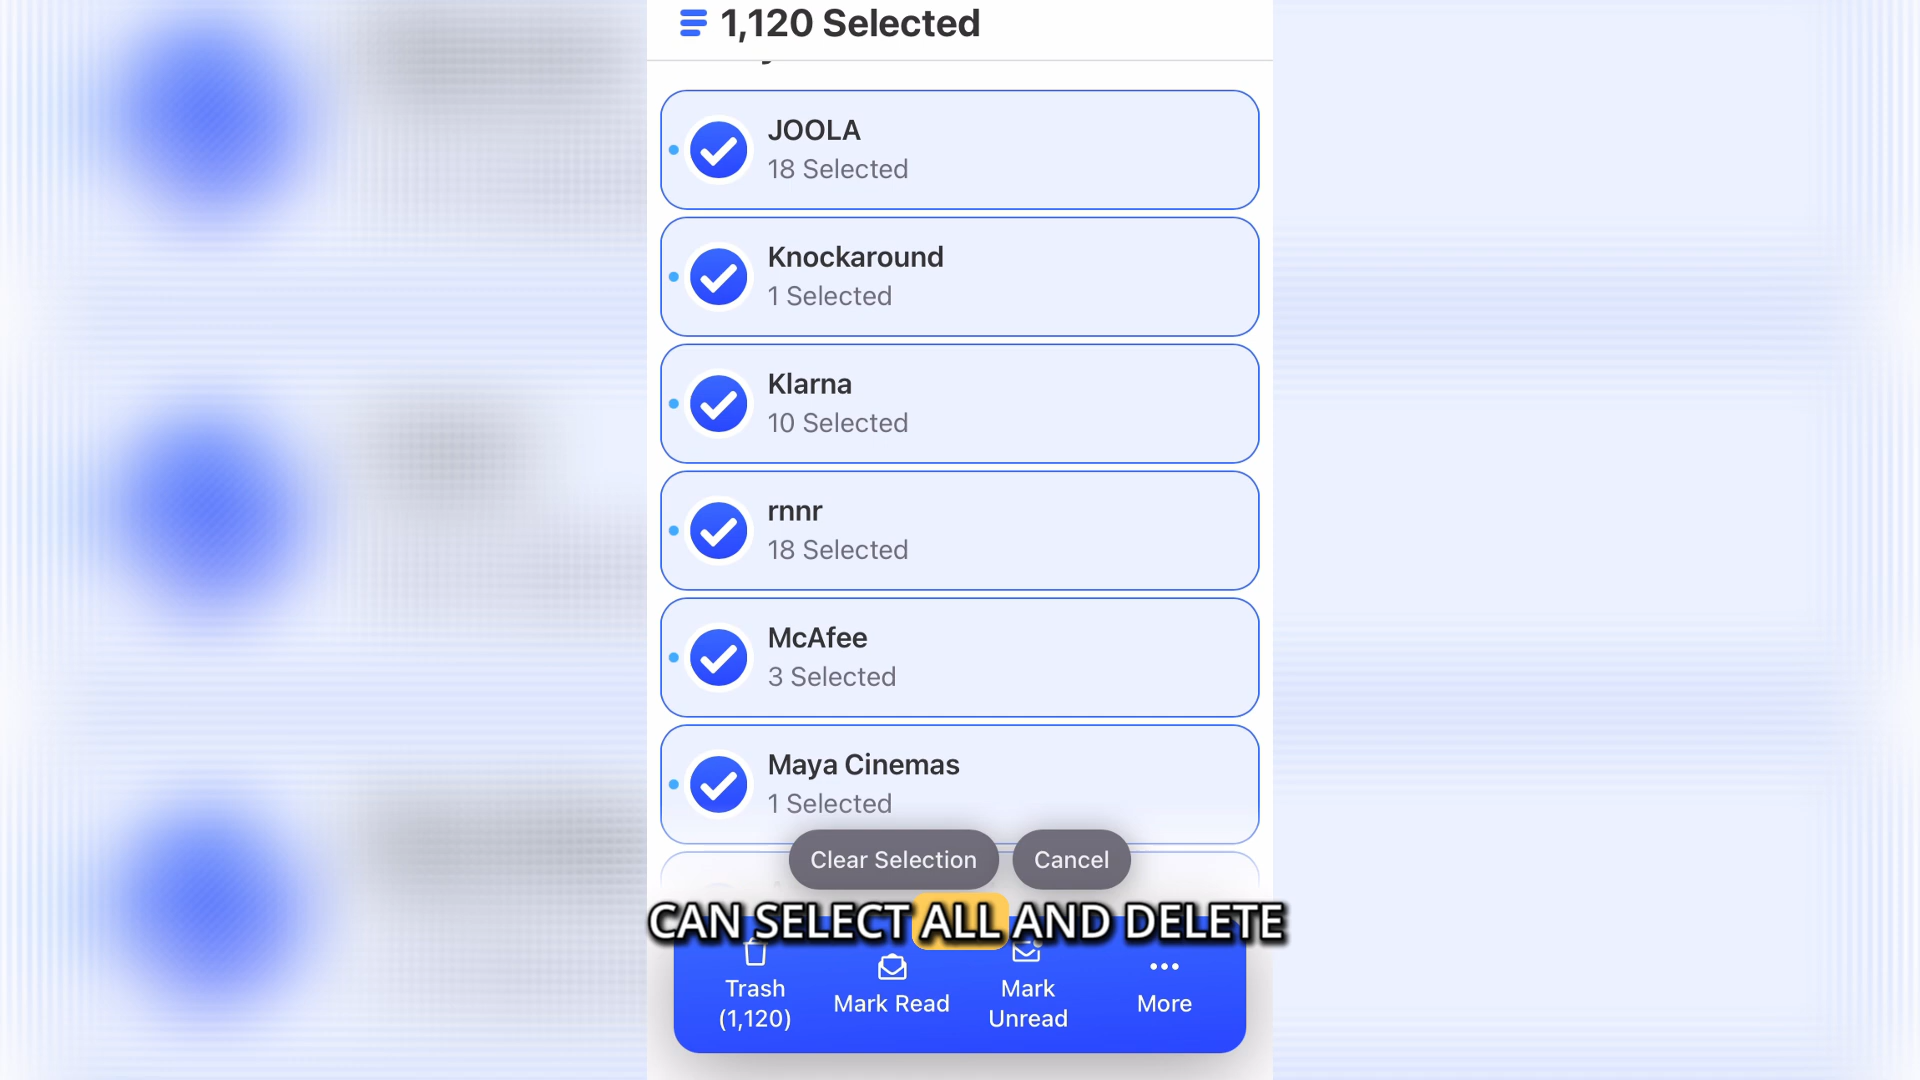 1,120 Selected
JOOLA
18 Selected
Knockaround
1 Selected
Klarna
10 Selected
rnnr
18 Selected
McAfee
3 Selected
Maya Cinemas
1 Selected
Clear Selection
Cancel
CAN SELECT ALL AND DELETE
Trash
(1,120)
Mark Read
Mark
Unread
More